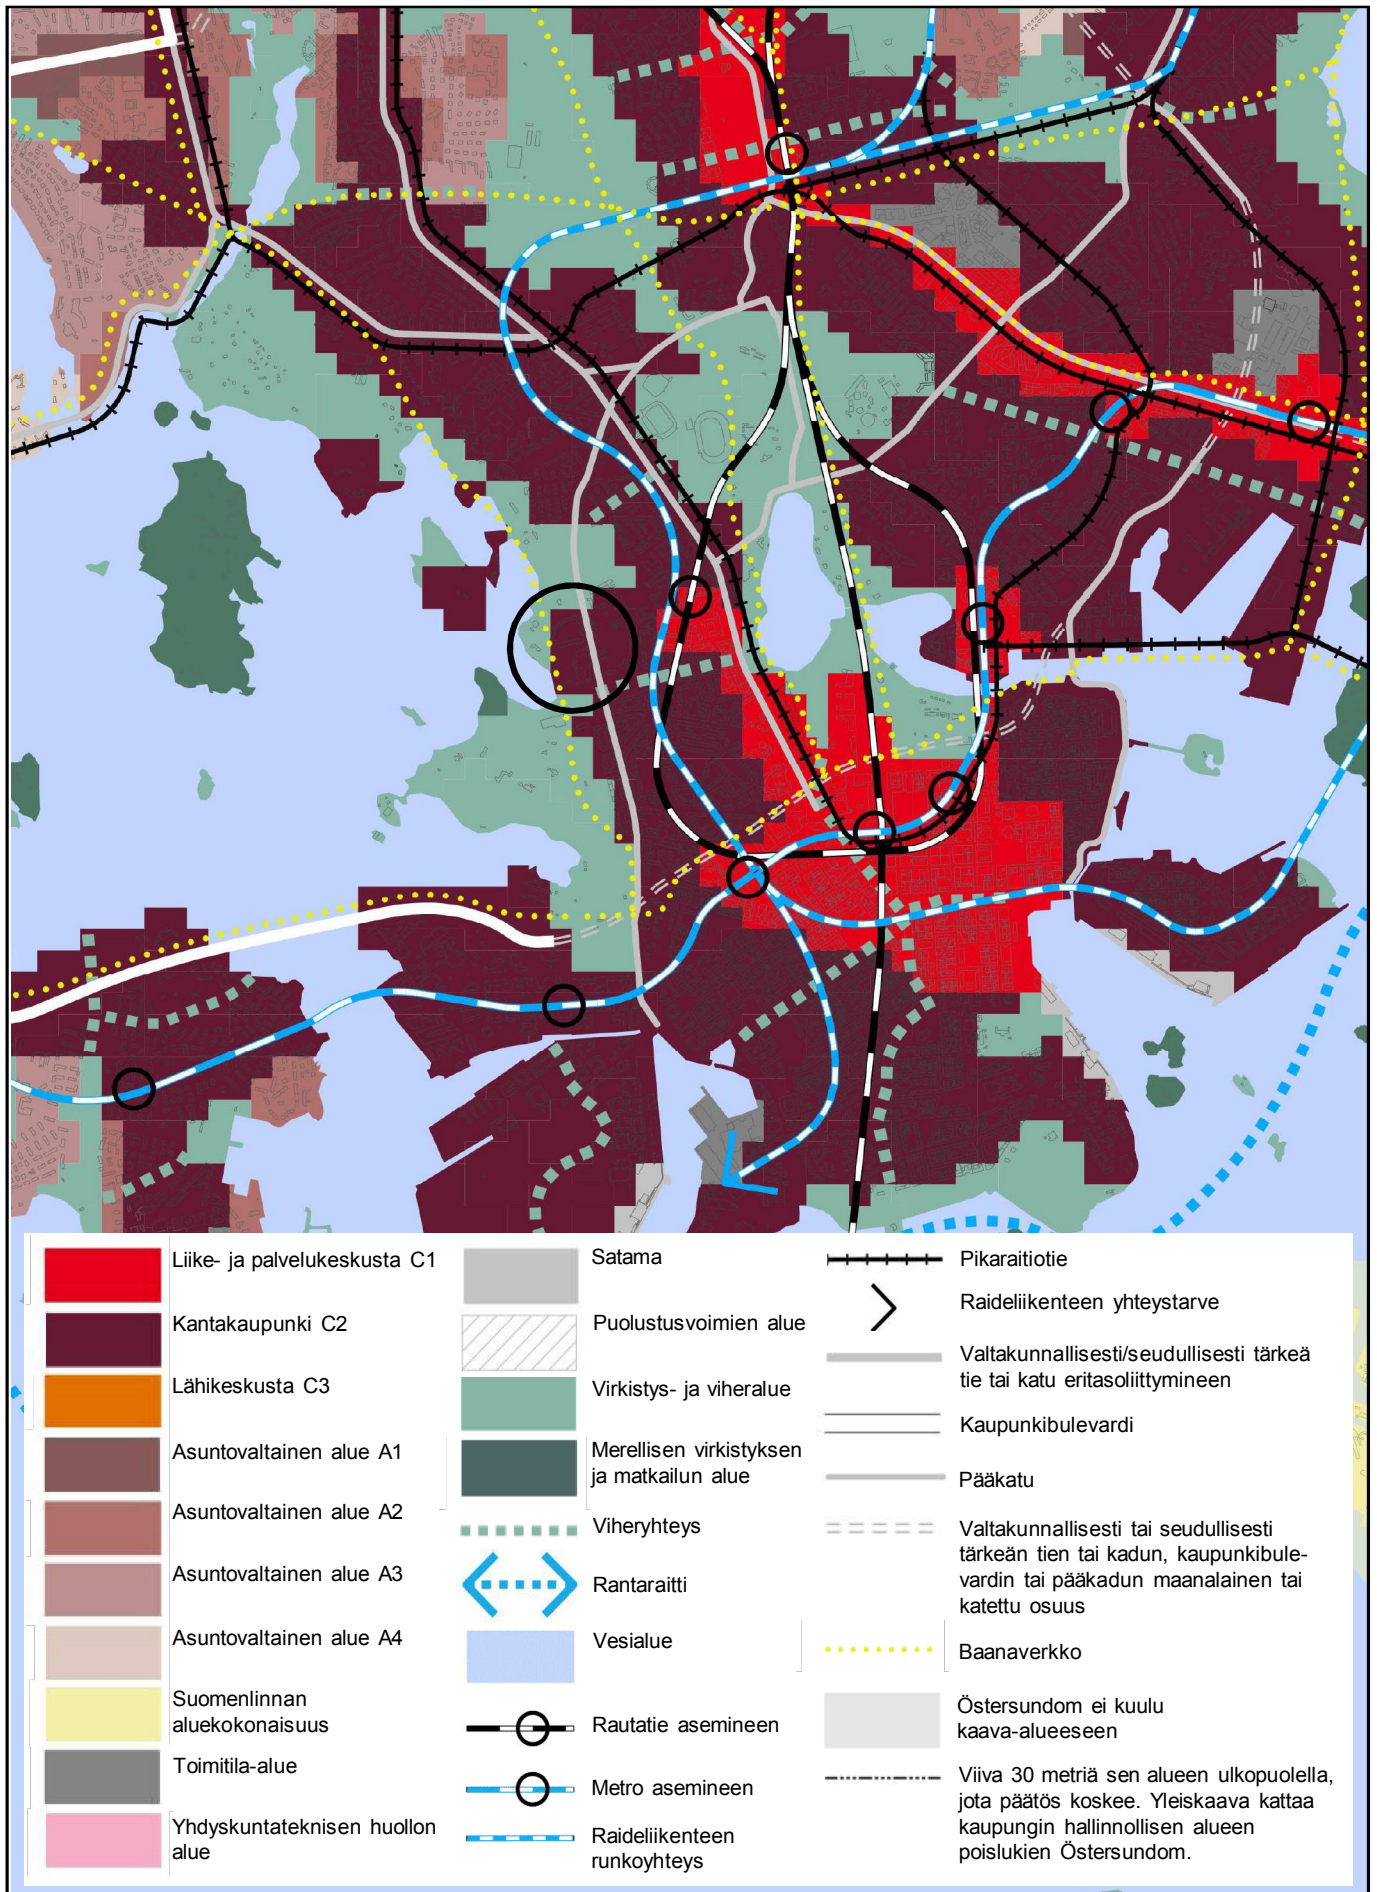 Liike- ja palvelukeskusta C1
Kantakaupunki C2
Lähikeskusta C3
Asuntovaltainen alue A1
Asuntovaltainen alue A2
Asuntovaltainen alue A3
Asuntovaltainen alue A4
Suomenlinnan
aluekokonaisuus
Toimitila-alue
Yhdyskuntateknisen huollon
alue
Satama
Puolustusvoimien alue
Virkistys- ja viheralue
Merellisen virkistyksen
ja matkailun alue
Viheryhteys
Rantaraitti
Vesialue
Rautatie asemineen
Metro asemineen
Raideliikenteen
runkoyhteys
Pikaraitiotie
Raideliikenteen yhteystarve
Valtakunnallisesti/seudullisesti tärkeä
tie tai katu eritasoliittymineen
Kaupunkibulevardi
Pääkatu
Valtakunnallisesti tai seudullisesti
tärkeän tien tai kadun, kaupunkibule-
vardin tai pääkadun maanalainen tai
katettu osuus
Baanaverkko
Östersundom ei kuulu
kaava-alueeseen
Viiva 30 metriä sen alueen ulkopuolella,
jota päätös koskee. Yleiskaava kattaa
kaupungin hallinnollisen alueen
poislukien Östersundom.